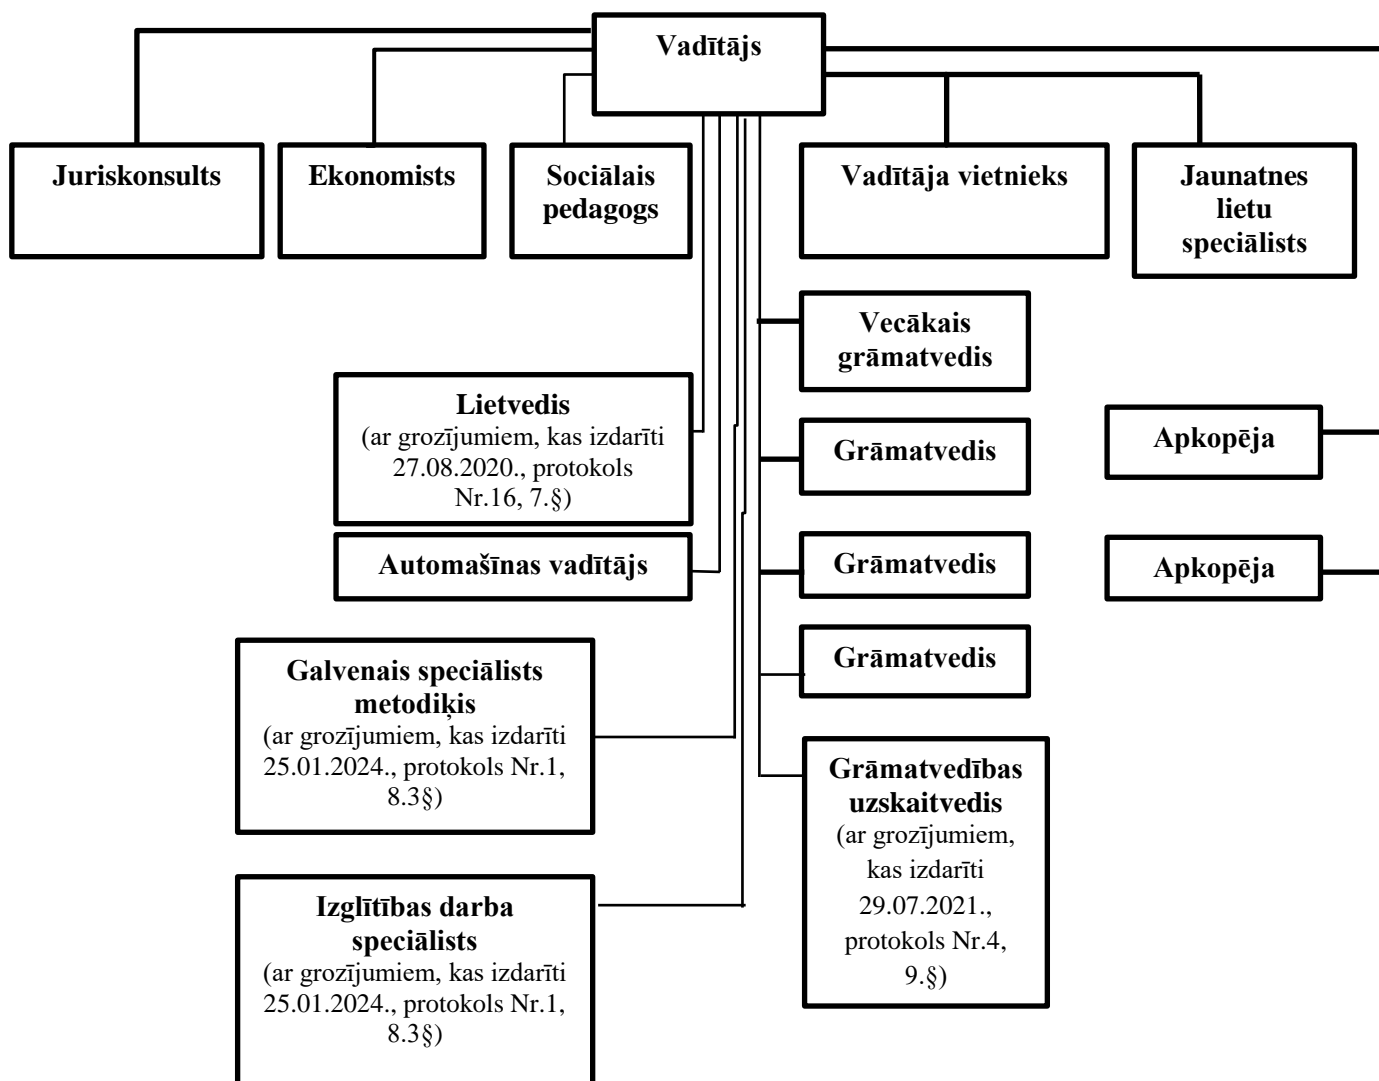 Vadītājs
Juriskonsults
Ekonomists
Sociālais
pedagogs
Vadītāja vietnieks
Jaunatnes
lietu
speciālists
Vecākais
grāmatvedis
Lietvedis
(ar grozījumiem, kas izdarīti
27.08.2020., protokols
Nr.16, 7.§)
Grāmatvedis
Apkopēja
Automašīnas vadītājs
Grāmatvedis
Apkopēja
Galvenais speciālists
metodiķis
(ar grozījumiem, kas izdarīti
25.01.2024., protokols Nr.1,
8.3§)
Grāmatvedis
Grāmatvedības
uzskaitvedis
(ar grozījumiem,
kas izdarīti
29.07.2021.,
protokols Nr.4,
9.§)
Izglītības darba
speciālists
(ar grozījumiem, kas izdarīti
25.01.2024., protokols Nr.1,
8.3§)